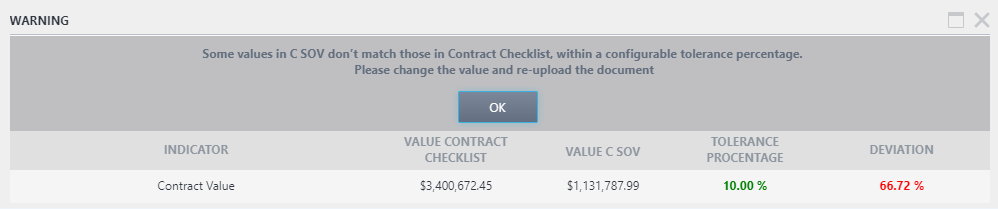 WARNING
Some values in C SOV don’t match those in Contract Checklist, within a configurable tolerance percentage.
Please change the value and re-upload the document
OK
INDICATOR
VALUE CONTRACT
CHECKLIST
VALUE C SOV
TOLERANCE
PROCENTAGE
DEVIATION
Contract Value
$3,400,672.45
$1,131,787.99
10.00 %
66.72 %